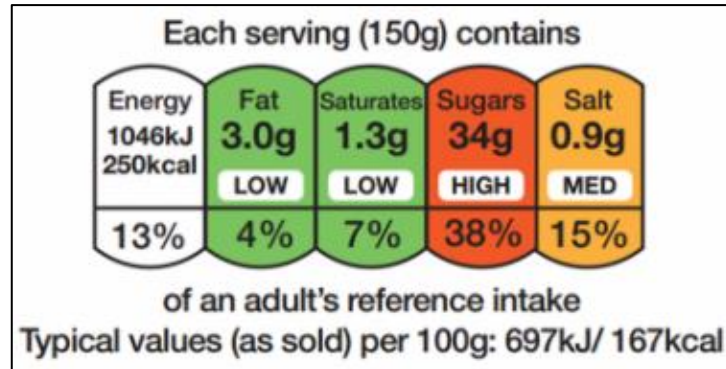 Each serving (150g) contains
Energy Fat Saturates Sugars Salt
1046kJ 3.0g 1.3g 34g 0.9g
250kcal
LOW LOW HIGH MED
13% 4% 7% 38% 15%
of an adult's reference intake
Typical values (as sold) per 100g: 697kJ/ 167kcal